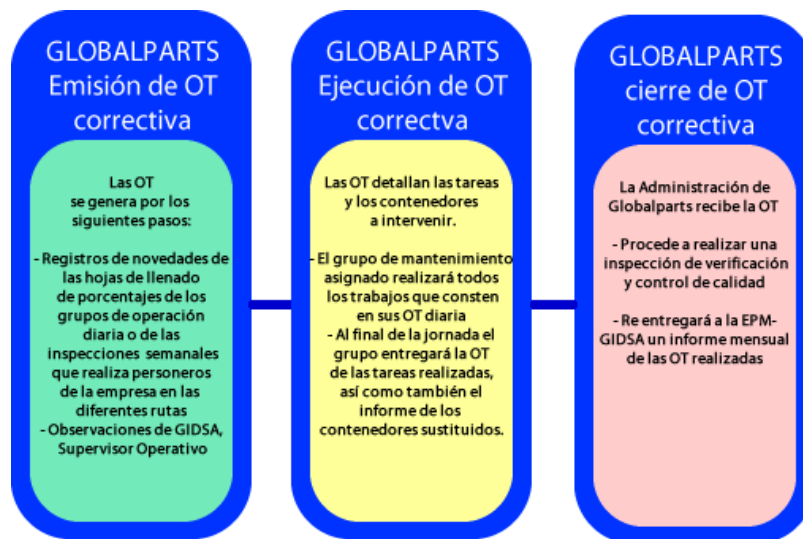 GLOBALPARTS
Emisión de OT
correctiva
Las OT
se genera por los
siguientes pasos:
- Registros de novedades de
las hojas de llenado
de porcentajes de los
grupos de operación
diaria o de las
inspecciones semanales
que realiza personeros
de la empresa en las
diferentes rutas
- Observaciones de GIDSA,
Supervisor Operativo
GLOBALPARTS
Ejecución de OT
correctva
Las OT detallan las tareas
y los contenedores
a intervenir.
- El grupo de mantenimiento
asignado realizará todos
los trabajos que consten
en sus OT diaria
- Al final de la jornada el
grupo entregará la OT
de las tareas realizadas,
así como también el
informe de los
contenedores sustituidos.
GLOBALPARTS
cierre de OT
correctiva
La Administración de
Globalparts recibe la OT
- Procede a realizar una
inspección de verificación
y control de calidad
- Re entregará a la EPM-
GIDSA un informe mensual
de las OT realizadas